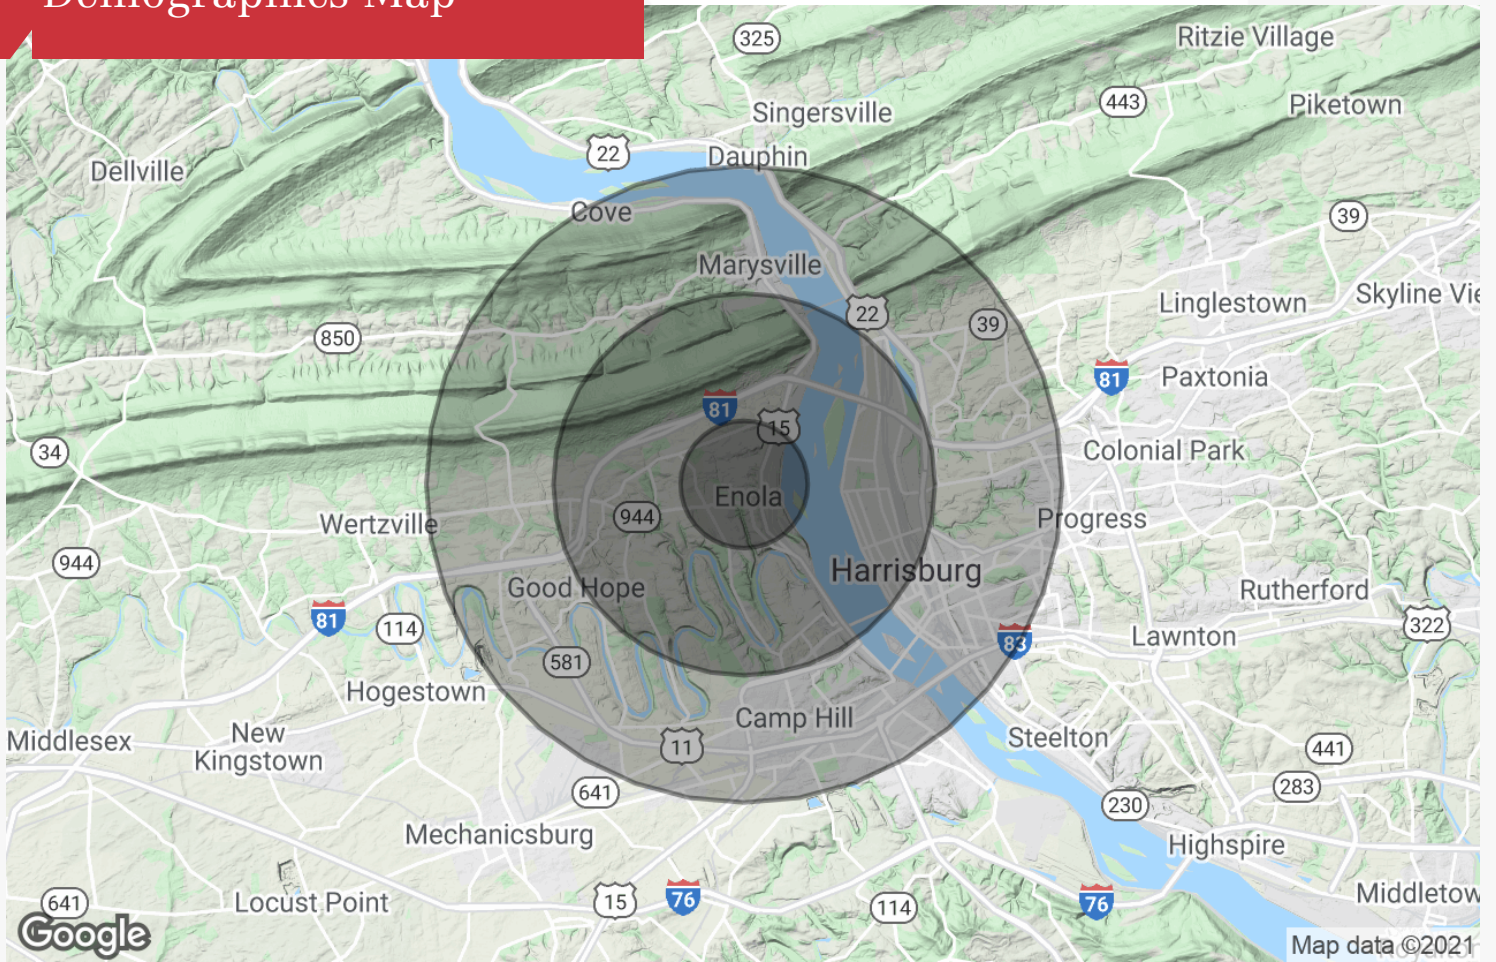 Demographics Map
325
Ritzie Village
443
Piketown
Singersville
22
Dauphin
Dellville
Cove
39
Marysville
Skyline Vie
Linglestown
22
39
850
81
Paxtonia
81
15
34
Colonial Park
Enola
944
Progress
Wertzville
944
Harrisburg
Good Hope
Rutherford
81
114
322
83
Lawnton
581
Hogestown
Camp Hill
Middlesex
New
Kingstown
Steelton
11
441
641
283
230
Mechanicsburg
Highspire
641
Locust Point
15
76
114
76
Middletow
Google
Map data ©2021